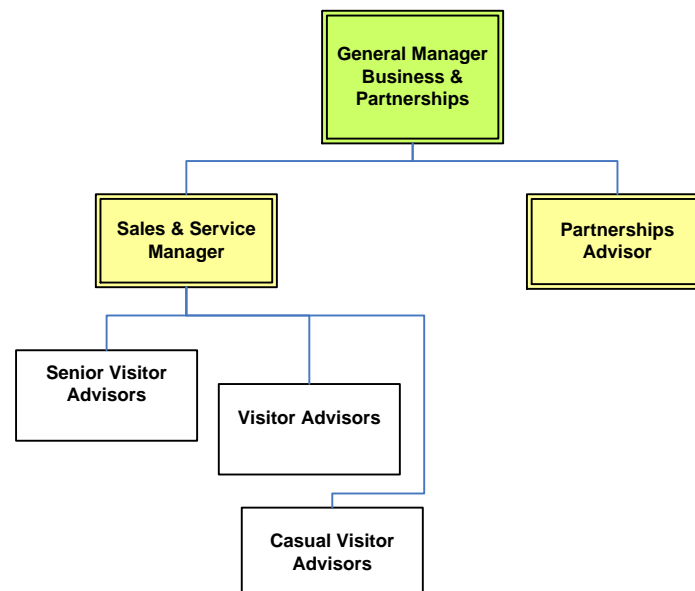 General Manager
Business &
Partnerships
Sales & Service
Manager
Partnerships
Advisor
Senior Visitor
Advisors
Visitor Advisors
Casual Visitor
Advisors